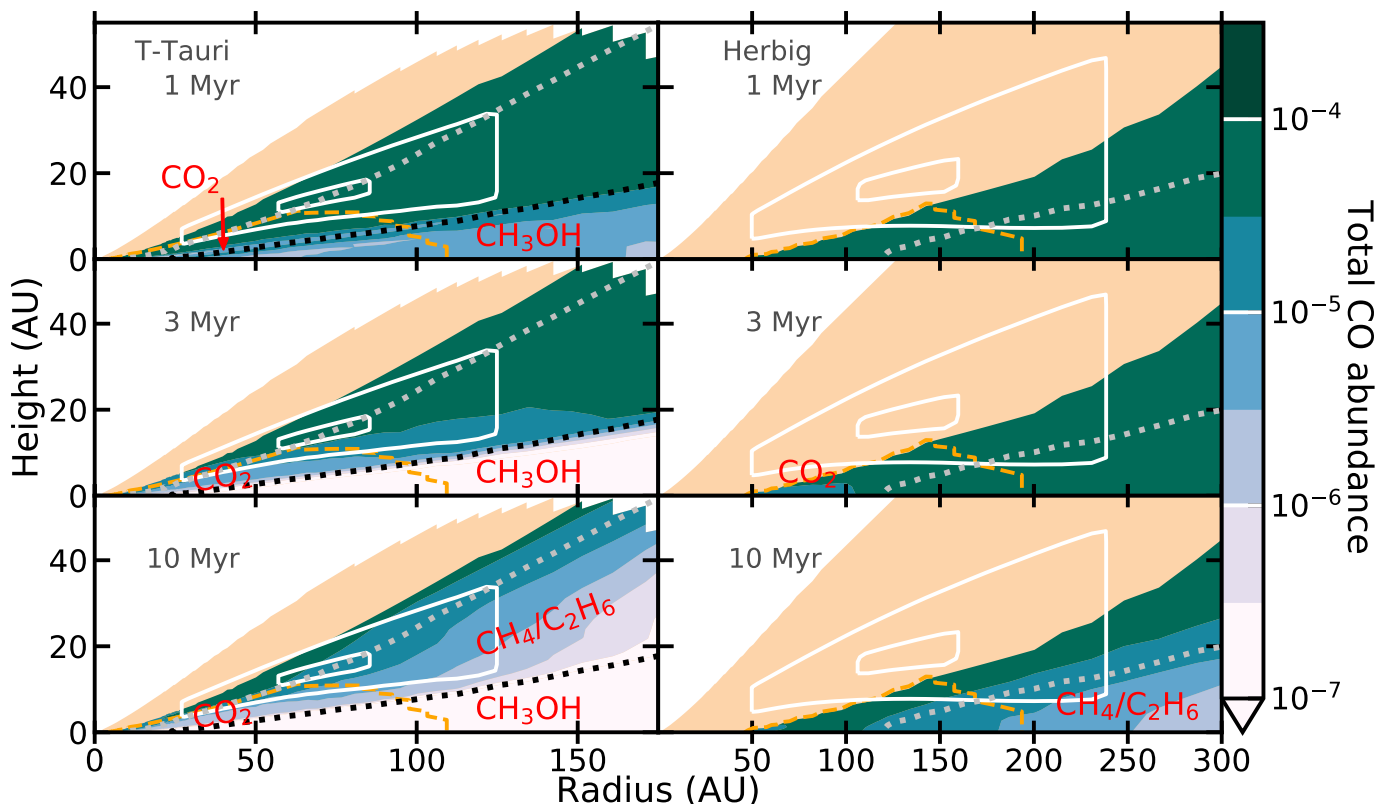 T-Tauri
1 Myr
CO₂
CH₃OH
Herbig
1 Myr
3 Myr
CO₂
CH₃OH
3 Myr
CO₂
10 Myr
CO₂
CH₄/C₂H₆
CH₃OH
10 Myr
CH₄/C₂H₆
40
20
0
40
20
0
40
20
0
Height (AU)
0 50 100 150
50 100 150 200 250 300
Radius (AU)
10⁻⁴
10⁻⁵
10⁻⁶
10⁻⁷
Total CO abundance